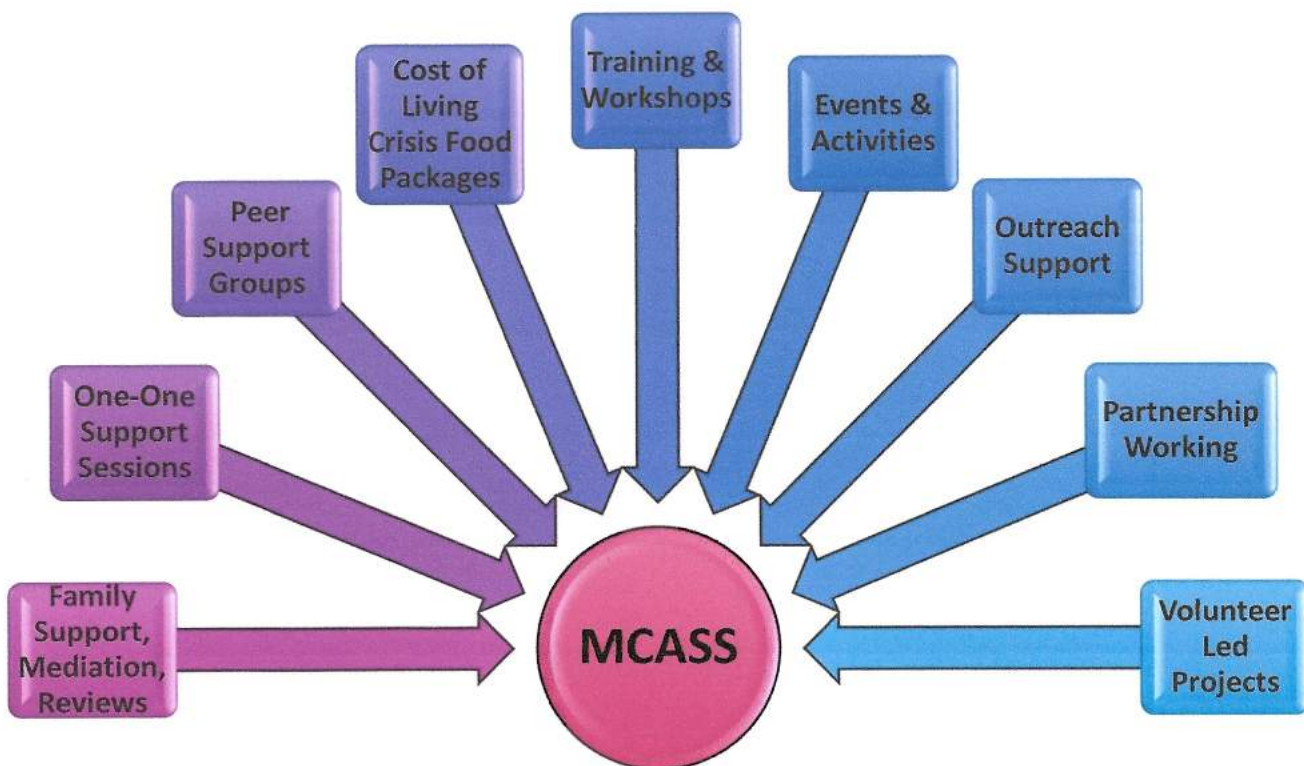 Family
Support,
Mediation,
Reviews
One-One
Support
Sessions
Peer
Support
Groups
Cost of
Living
Crisis Food
Packages
Training &
Workshops
Events &
Activities
Outreach
Support
Partnership
Working
Volunteer
Led
Projects
MCASS